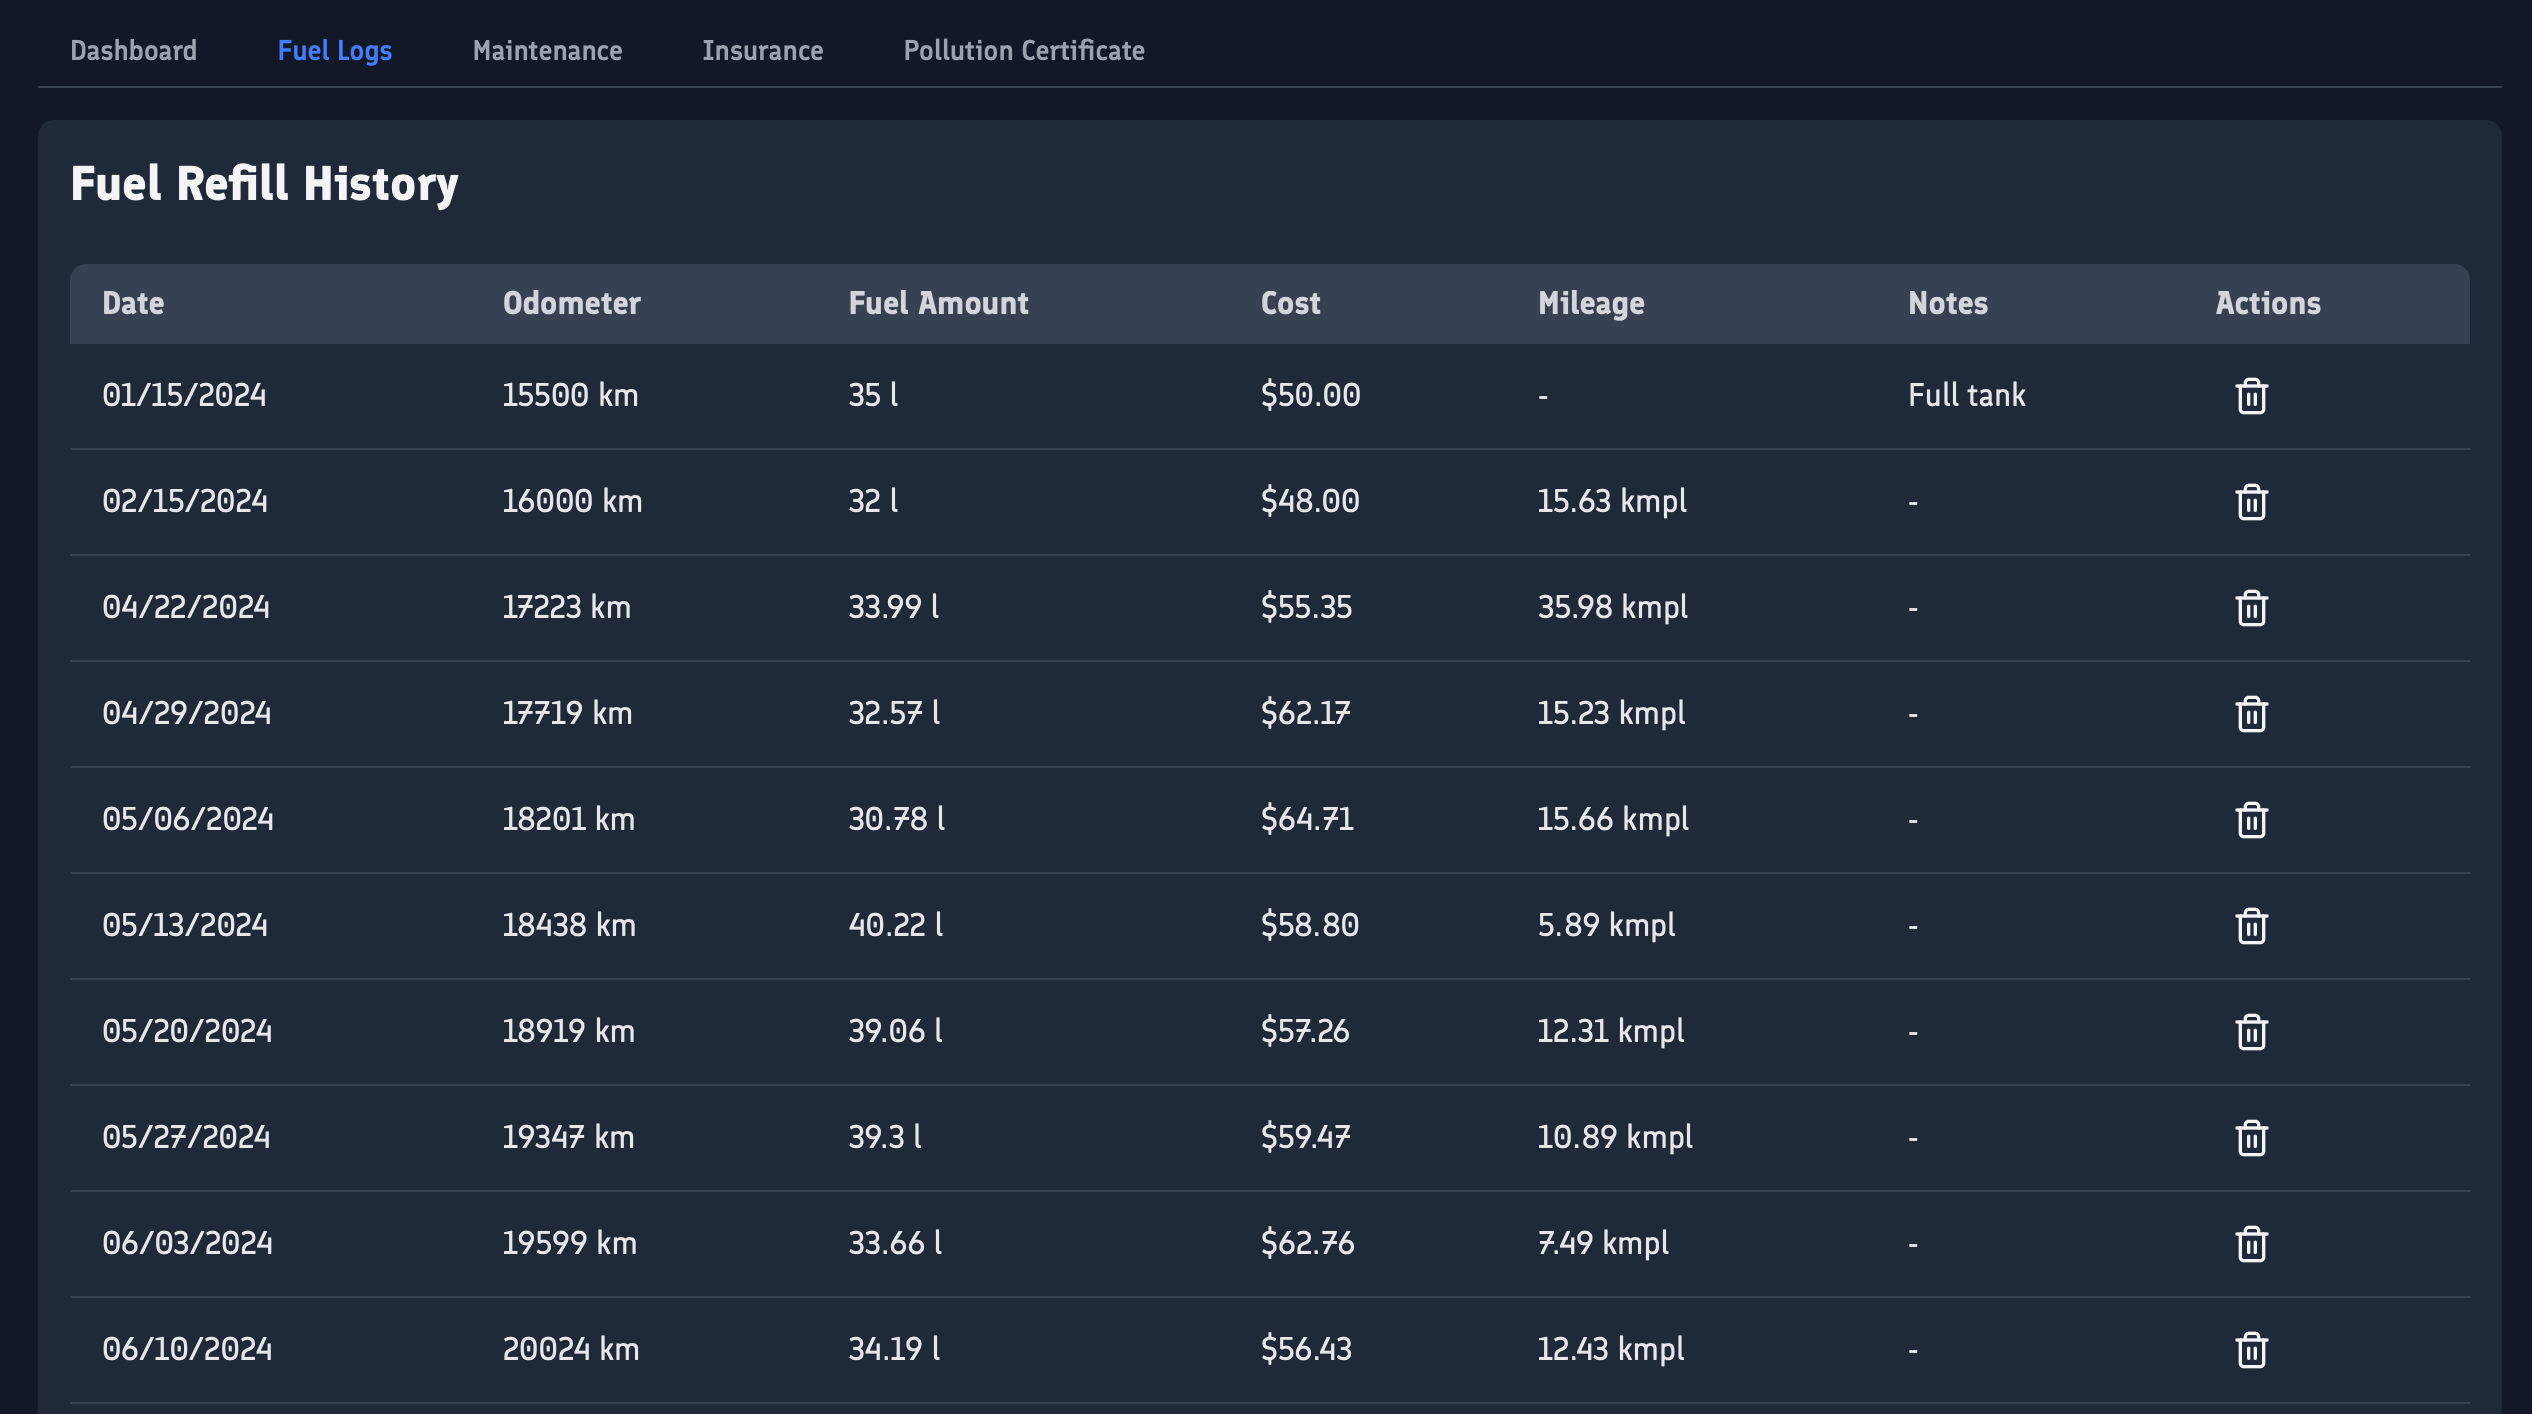 Dashboard Fuel Logs Maintenance Insurance Pollution Certificate
Fuel Refill History
Date Odometer Fuel Amount Cost Mileage Notes Actions
01/15/2024 15500 km 35 l $50.00 - Full tank
02/15/2024 16000 km 32 l $48.00 15.63 kmpl -
04/22/2024 17223 km 33.99 l $55.35 35.98 kmpl -
04/29/2024 17719 km 32.57 l $62.17 15.23 kmpl -
05/06/2024 18201 km 30.78 l $64.71 15.66 kmpl -
05/13/2024 18438 km 40.22 l $58.80 5.89 kmpl -
05/20/2024 18919 km 39.06 l $57.26 12.31 kmpl -
05/27/2024 19347 km 39.3 l $59.47 10.89 kmpl -
06/03/2024 19599 km 33.66 l $62.76 7.49 kmpl -
06/10/2024 20024 km 34.19 l $56.43 12.43 kmpl -